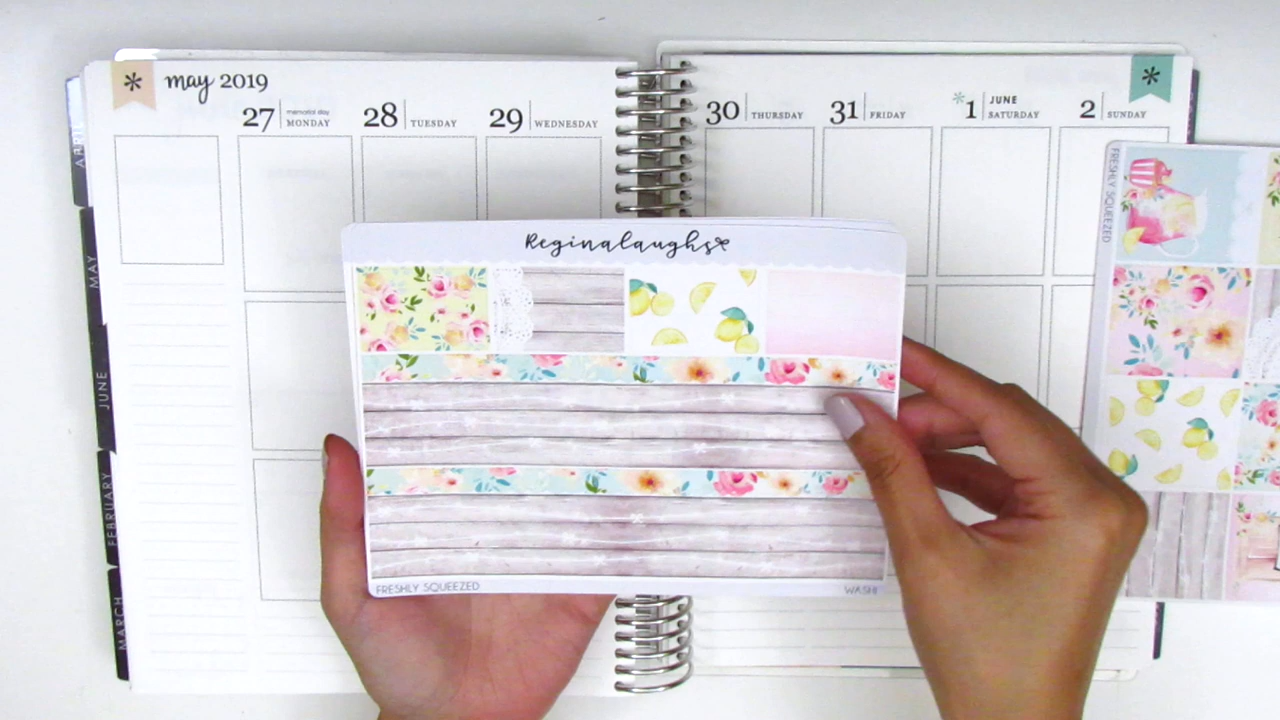 * may 2019
27 memorial day MONDAY
28 TUESDAY
29 WEDNESDAY
30 THURSDAY
31 FRIDAY
*1 JUNE SATURDAY
2 SUNDAY
*
MAY
JUNE
FEBRUARY
MARCH
Reginalaughs
FRESHLY SQUEEZED
WASHI
FRESHLY SQUEEZED